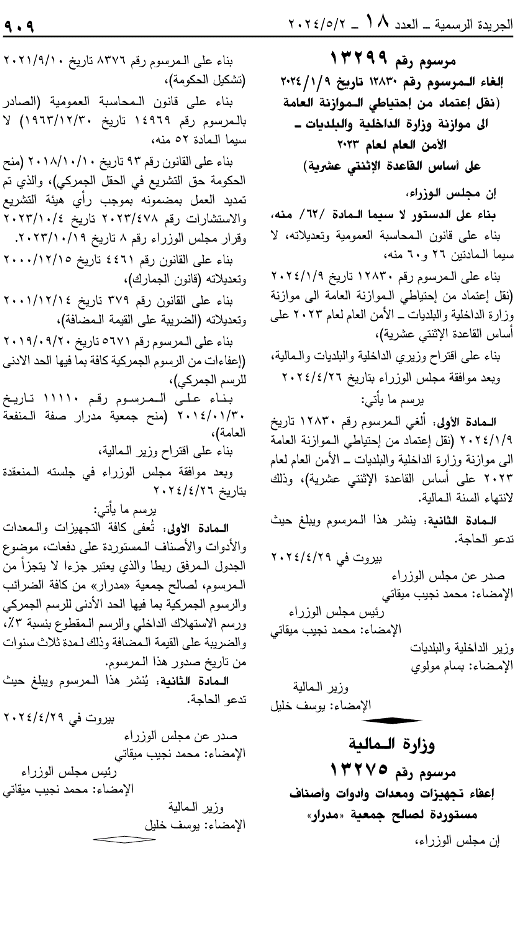 الجريدة الرسمية ــ العدد ١٨ ــ ٢٠٢٤/٥/٢
٩٠٩
مرسوم رقم ١٣٢٩٩
إلغاء المرسوم رقم ١٢٨٣٠ تاريخ ٢٠٢٤/١/٩
(نقل إعتماد من إحتياطي الموازنة العامة
الى موازنة وزارة الداخلية والبلديات ــ
الأمن العام لعام ٢٠٢٣
على أساس القاعدة الإثنتي عشرية)
إن مجلس الوزراء،
بناء على الدستور لا سيما المادة /٦٢/ منه،
بناء على قانون المحاسبة العمومية وتعديلاته، لا
سيما المادتين ٢٦ و٦٠ منه،
بناء على المرسوم رقم ١٢٨٣٠ تاريخ ٢٠٢٤/١/٩
(نقل إعتماد من إحتياطي الموازنة العامة الى موازنة
وزارة الداخلية والبلديات ــ الأمن العام لعام ٢٠٢٣ على
أساس القاعدة الإثنتي عشرية)،
بناء على اقتراح وزيري الداخلية والبلديات والمالية،
وبعد موافقة مجلس الوزراء بتاريخ ٢٠٢٤/٤/٢٦
يرسم ما يأتي:
المادة الأولى: ألغي المرسوم رقم ١٢٨٣٠ تاريخ
٢٠٢٤/١/٩ (نقل إعتماد من إحتياطي الموازنة العامة
الى موازنة وزارة الداخلية والبلديات ــ الأمن العام لعام
٢٠٢٣ على أساس القاعدة الإثنتي عشرية)، وذلك
لانتهاء السنة المالية.
المادة الثانية: ينشر هذا المرسوم ويبلغ حيث
تدعو الحاجة.
بيروت في ٢٠٢٤/٤/٢٩
صدر عن مجلس الوزراء
الإمضاء: محمد نجيب ميقاتي
رئيس مجلس الوزراء
الإمضاء: محمد نجيب ميقاتي
وزير الداخلية والبلديات
الإمضاء: بسام مولوي
وزير المالية
الإمضاء: يوسف خليل
وزارة المالية
مرسوم رقم ١٣٢٧٥
إعفاء تجهيزات ومعدات وأدوات وأصناف
مستوردة لصالح جمعية «مدرار»
إن مجلس الوزراء،
بناء على المرسوم رقم ٨٣٧٦ تاريخ ٢٠٢١/٩/١٠
(تشكيل الحكومة)،
بناء على قانون المحاسبة العمومية (الصادر
بالمرسوم رقم ١٤٩٦٩ تاريخ ١٩٦٣/١٢/٣٠) لا
سيما المادة ٥٢ منه،
بناء على القانون رقم ٩٣ تاريخ ٢٠١٨/١٠/١٠ (منح
الحكومة حق التشريع في الحقل الجمركي)، والذي تم
تمديد العمل بمضمونه بموجب رأي هيئة التشريع
والاستشارات رقم ٢٠٢٣/٤٧٨ تاريخ ٢٠٢٣/١٠/٤
وقرار مجلس الوزراء رقم ٨ تاريخ ٢٠٢٣/١٠/١٩.
بناء على القانون رقم ٤٤٦١ تاريخ ٢٠٠٠/١٢/١٥
وتعديلاته (قانون الجمارك)،
بناء على القانون رقم ٣٧٩ تاريخ ٢٠٠١/١٢/١٤
وتعديلاته (الضريبة على القيمة المضافة)،
بناء على المرسوم رقم ٥٦٧١ تاريخ ٢٠١٩/٠٩/٢٠
(إعفاءات من الرسوم الجمركية كافة بما فيها الحد الادنى
للرسم الجمركي)،
بناء على المرسوم رقم ١١١١٠ تاريخ
٢٠١٤/٠١/٣٠ (منح جمعية مدرار صفة المنفعة
العامة)،
بناء على اقتراح وزير المالية،
وبعد موافقة مجلس الوزراء في جلسته المنعقدة
بتاريخ ٢٠٢٤/٤/٢٦
يرسم ما يأتي:
المادة الأولى: تُعفى كافة التجهيزات والمعدات
والأدوات والأصناف المستوردة على دفعات، موضوع
الجدول المرفق ربطا والذي يعتبر جزءا لا يتجزأ من
المرسوم، لصالح جمعية «مدرار» من كافة الضرائب
والرسوم الجمركية بما فيها الحد الأدنى للرسم الجمركي
ورسم الاستهلاك الداخلي والرسم المقطوع بنسبة ٣٪،
والضريبة على القيمة المضافة وذلك لمدة ثلاث سنوات
من تاريخ صدور هذا المرسوم.
المادة الثانية: يُنشر هذا المرسوم ويبلغ حيث
تدعو الحاجة.
بيروت في ٢٠٢٤/٤/٢٩
صدر عن مجلس الوزراء
الإمضاء: محمد نجيب ميقاتي
رئيس مجلس الوزراء
الإمضاء: محمد نجيب ميقاتي
وزير المالية
الإمضاء: يوسف خليل